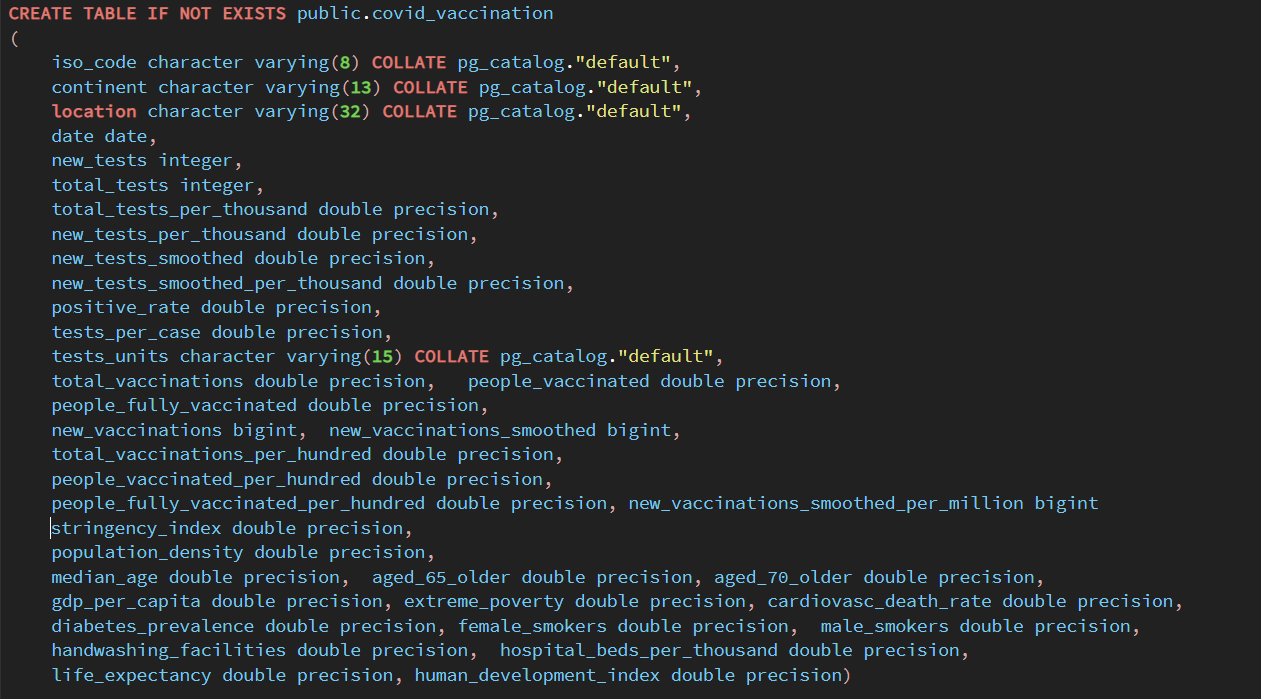 CREATE TABLE IF NOT EXISTS public.covid_vaccination
(
iso_code character varying(8) COLLATE pg_catalog."default",
continent character varying(13) COLLATE pg_catalog."default",
location character varying(32) COLLATE pg_catalog."default",
date date,
new_tests integer,
total_tests integer,
total_tests_per_thousand double precision,
new_tests_per_thousand double precision,
new_tests_smoothed double precision,
new_tests_smoothed_per_thousand double precision,
positive_rate double precision,
tests_per_case double precision,
tests_units character varying(15) COLLATE pg_catalog."default",
total_vaccinations double precision,   people_vaccinated double precision,
people_fully_vaccinated double precision,
new_vaccinations bigint,  new_vaccinations_smoothed bigint,
total_vaccinations_per_hundred double precision,
people_vaccinated_per_hundred double precision,
people_fully_vaccinated_per_hundred double precision, new_vaccinations_smoothed_per_million bigint
stringency_index double precision,
population_density double precision,
median_age double precision,  aged_65_older double precision, aged_70_older double precision,
gdp_per_capita double precision, extreme_poverty double precision, cardiovasc_death_rate double precision,
diabetes_prevalence double precision, female_smokers double precision,  male_smokers double precision,
handwashing_facilities double precision,  hospital_beds_per_thousand double precision,
life_expectancy double precision, human_development_index double precision)